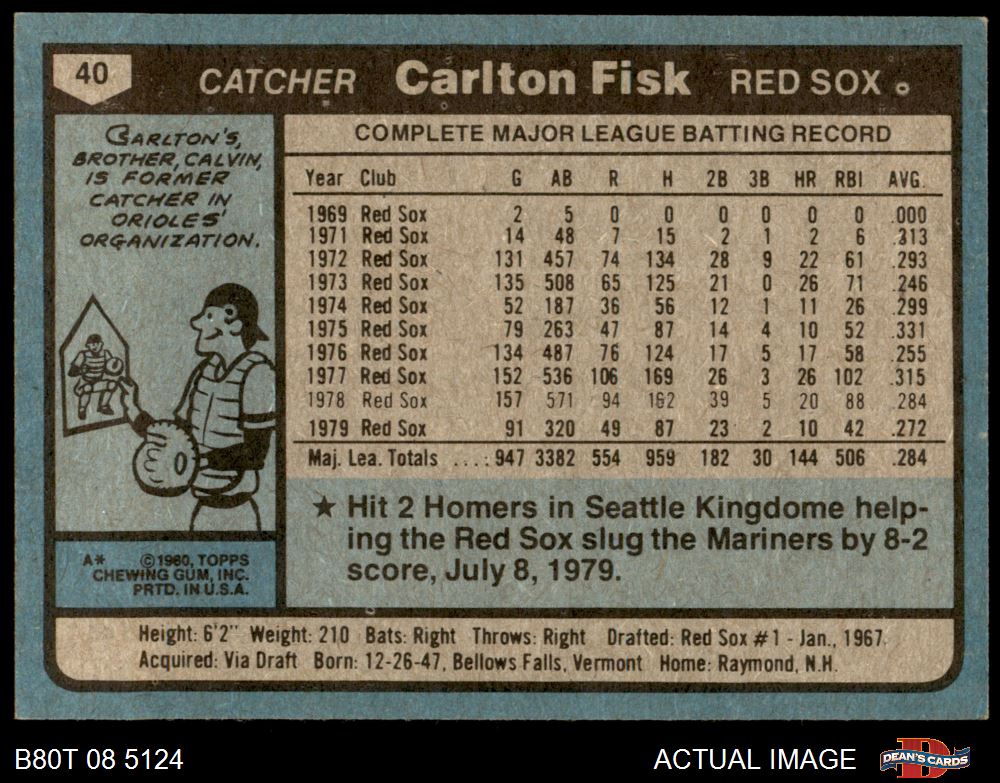 40 CATCHER Carlton Fisk RED SOX
CARLTON'S,
BROTHER, CALVIN,
IS FORMER
CATCHER IN
ORIOLES'
ORGANIZATION.
COMPLETE MAJOR LEAGUE BATTING RECORD
Year Club G AB R H 2B 3B HR RBI AVG.
1969 Red Sox 2 5 0 0 0 0 0 0 .000
1971 Red Sox 14 48 7 15 2 1 2 6 .313
1972 Red Sox 131 457 74 134 28 9 22 61 .293
1973 Red Sox 135 508 65 125 21 0 26 71 .246
1974 Red Sox 52 187 36 56 12 1 11 26 .299
1975 Red Sox 79 263 47 87 14 4 10 52 .331
1976 Red Sox 134 487 76 124 17 5 17 58 .255
1977 Red Sox 152 536 106 169 26 3 26 102 .315
1978 Red Sox 157 571 94 162 39 5 20 88 .284
1979 Red Sox 91 320 49 87 23 2 10 42 .272
Maj. Lea. Totals ....947 3382 554 959 182 30 144 506 .284
★ Hit 2 Homers in Seattle Kingdome help-
ing the Red Sox slug the Mariners by 8-2
score, July 8, 1979.
A* ©1980, TOPPS
CHEWING GUM, INC.
PRTD. IN U.S.A.
Height: 6'2" Weight: 210 Bats: Right Throws: Right Drafted: Red Sox #1 - Jan., 1967.
Acquired: Via Draft Born: 12-26-47, Bellows Falls, Vermont Home: Raymond, N.H.
B80T 08 5124 ACTUAL IMAGE DEAN'S CARDS